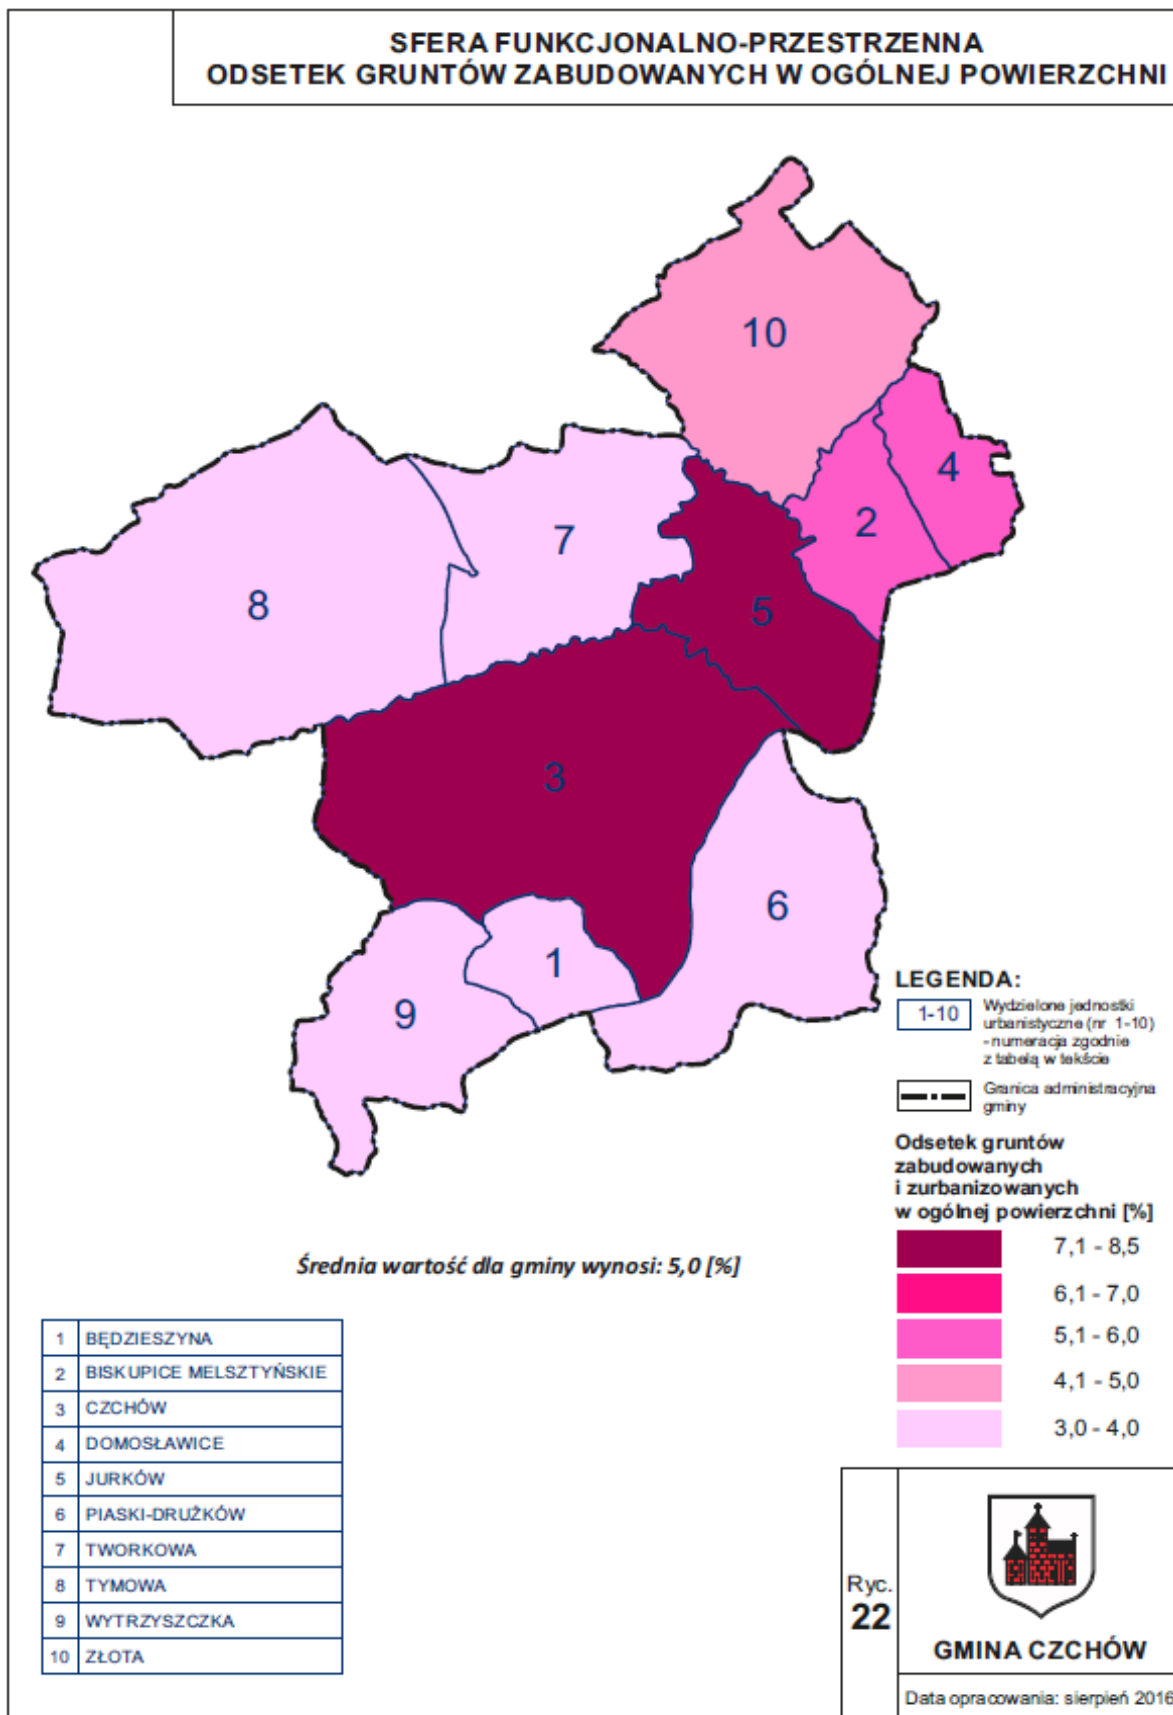 SFERA FUNKCJONALNO-PRZESTRZENNA
ODSETEK GRUNTÓW ZABUDOWANYCH W OGÓLNEJ POWIERZCHNI
10
4
2
7
8
5
3
6
1
9
LEGENDA:
1-10
Wydzielone jednostki
urbanistyczne (nr 1-10)
-numeracja zgodnie
z tabelą w tekście
Granica administracyjna
gminy
Odsetek gruntów
zabudowanych
i zurbanizowanych
w ogólnej powierzchni [%]
7,1 - 8,5
6,1 - 7,0
5,1 - 6,0
4,1 - 5,0
3,0 - 4,0
Średnia wartość dla gminy wynosi: 5,0 [%]
1 BĘDZIESZYNA
2 BISKUPICE MELSZTYŃSKIE
3 CZCHÓW
4 DOMOSŁAWICE
5 JURKÓW
6 PIASKI-DRUŻKÓW
7 TWORKOWA
8 TYMOWA
9 WYTRZYSZCZKA
10 ZŁOTA
Ryc.
22
GMINA CZCHÓW
Data opracowania: sierpień 2016